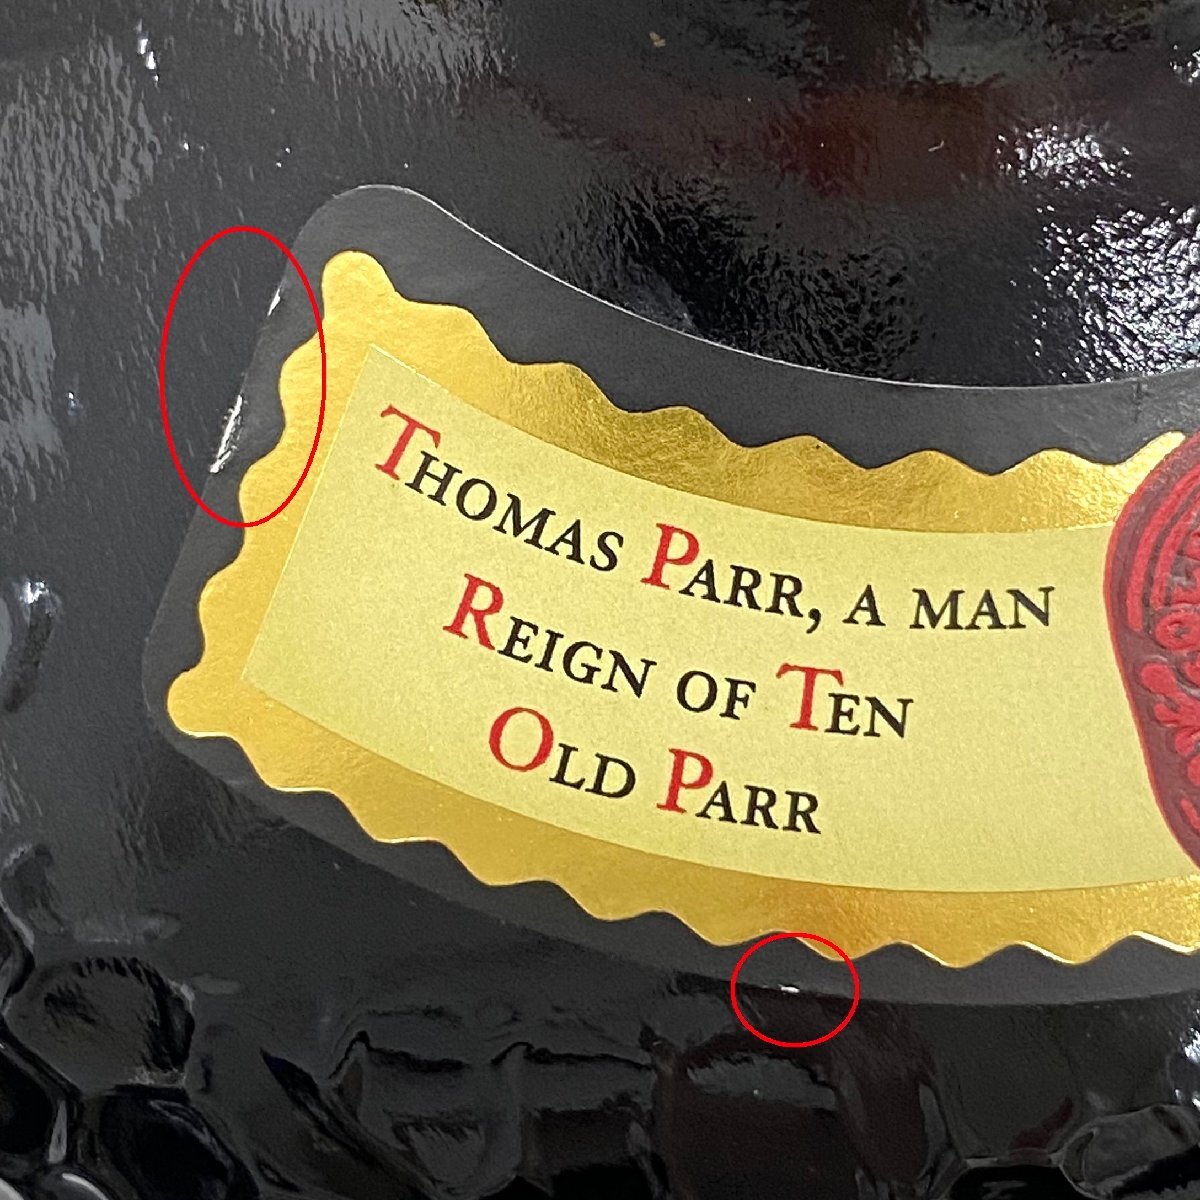 Thomas Parr, a man
Reign of Ten
Old Parr